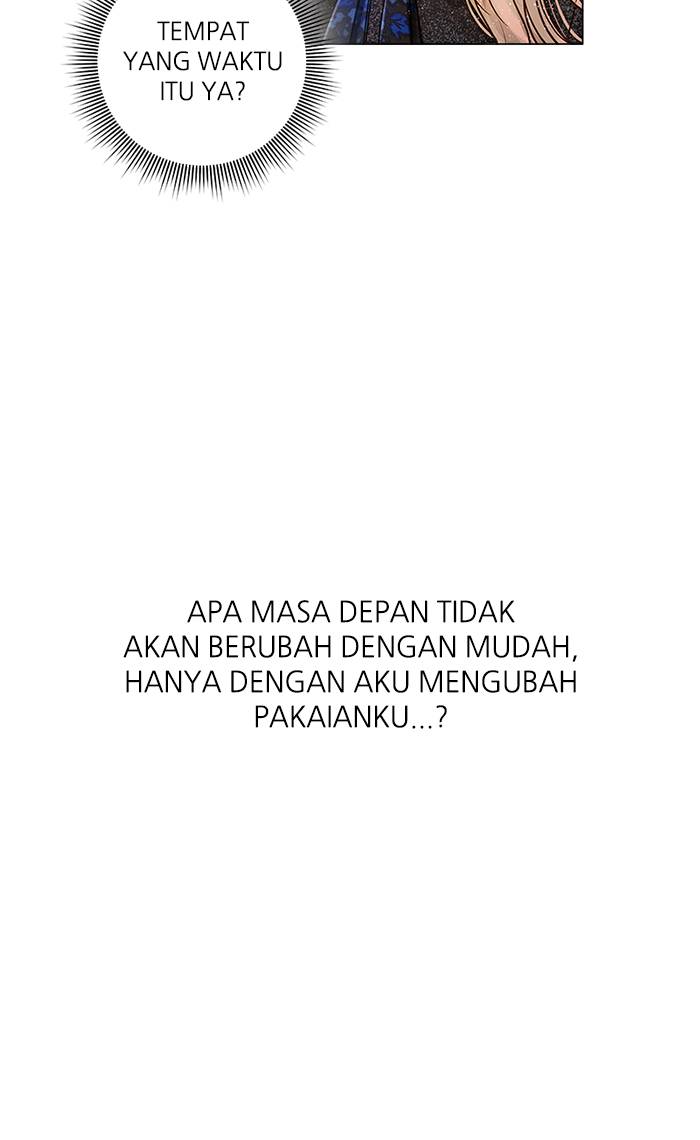 TEMPAT
YANG WAKTU
ITU YA?
APA MASA DEPAN TIDAK
AKAN BERUBAH DENGAN MUDAH,
HANYA DENGAN AKU MENGUBAH
PAKAIANKU...?